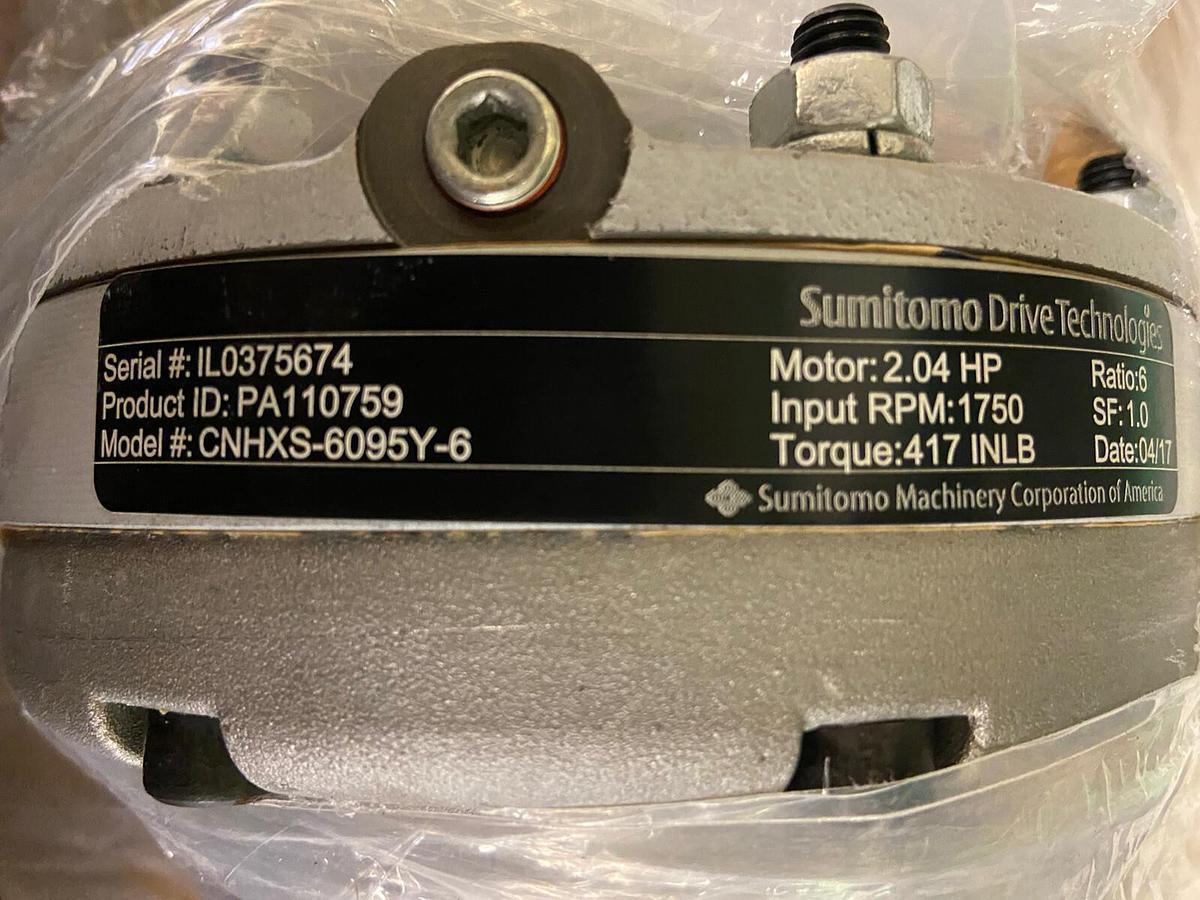 Sumitomo Drive Technologies
Serial #: IL0375674
Product ID: PA110759
Model #: CNHXS-6095Y-6
Motor: 2.04 HP
Input RPM: 1750
Torque:417 INLB
Ratio:6
SF: 1.0
Date:04/17
Sumitomo Machinery Corporation of America